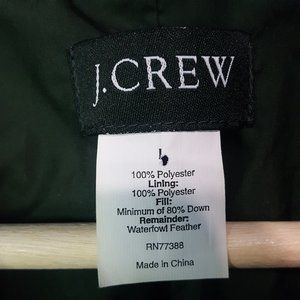 J.CREW
L
100% Polyester
Lining:
100% Polyester
Fill:
Minimum of 80% Down
Remainder:
Waterfowl Feather
RN77388
Made in China